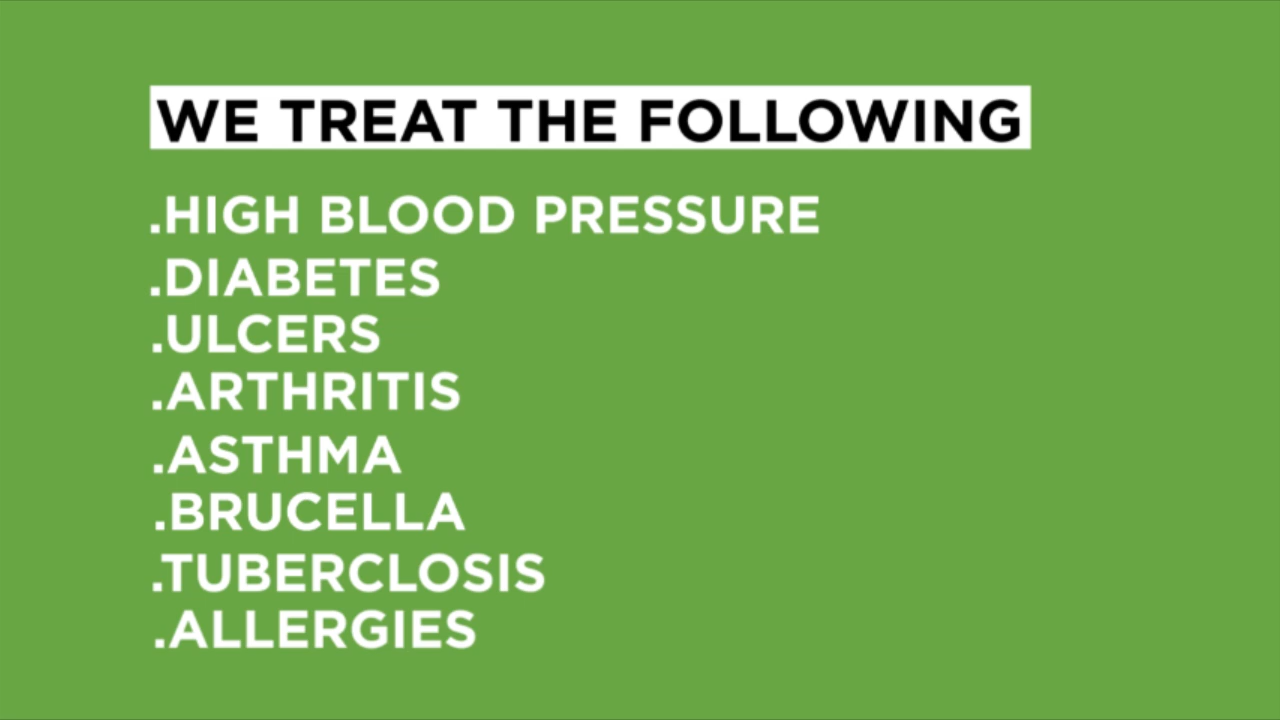 WE TREAT THE FOLLOWING
.HIGH BLOOD PRESSURE
.DIABETES
.ULCERS
.ARTHRITIS
.ASTHMA
.BRUCELLA
.TUBERCLOSIS
.ALLERGIES